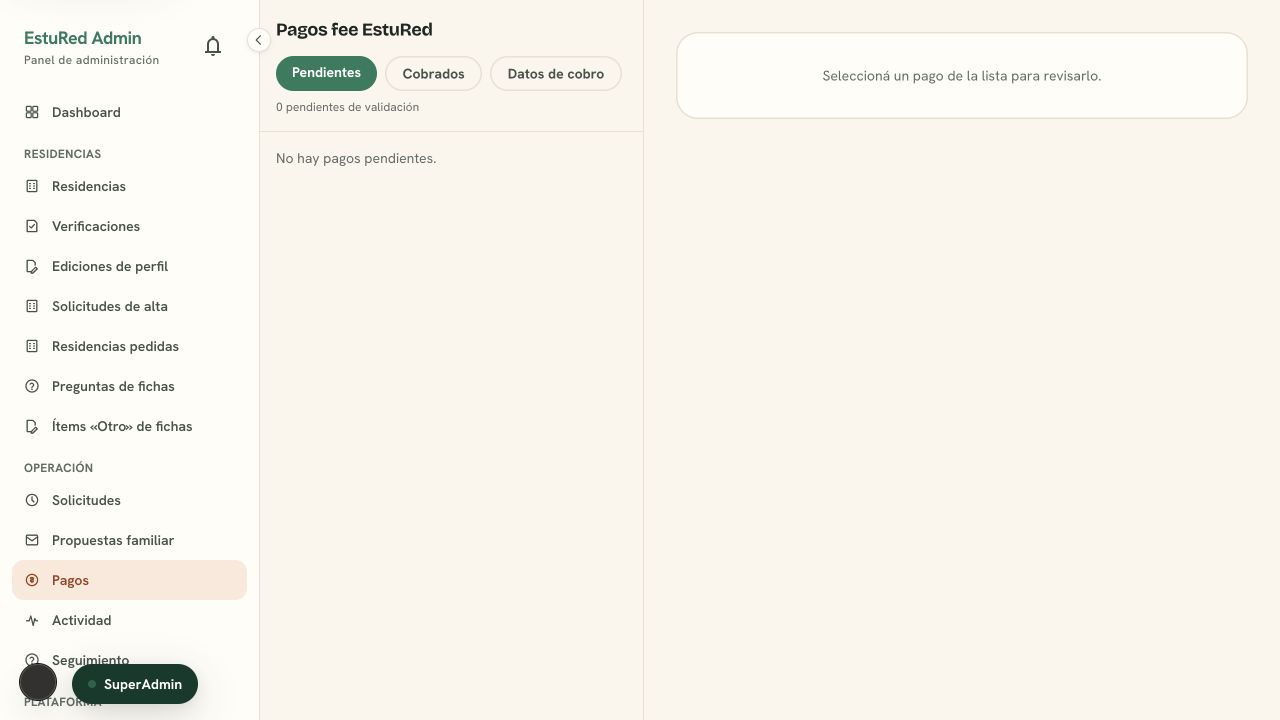 EstuRed Admin
Panel de administración
Dashboard
RESIDENCIAS
Residencias
Verificaciones
Ediciones de perfil
Solicitudes de alta
Residencias pedidas
Preguntas de fichas
Ítems «Otro» de fichas
OPERACIÓN
Solicitudes
Propuestas familiar
Pagos
Actividad
Seguimiento
SuperAdmin
PLATAFORMA
Pagos fee EstuRed
Pendientes
Cobrados
Datos de cobro
0 pendientes de validación
No hay pagos pendientes.
Seleccioná un pago de la lista para revisarlo.